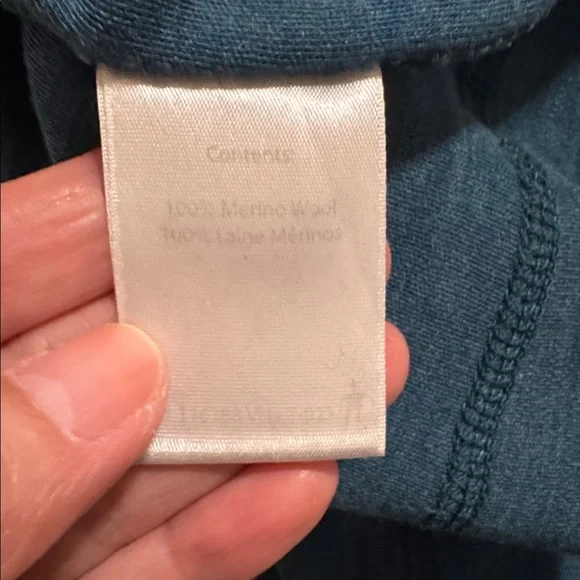 Contents:
100% Merino Wool
100% Laine Mérinos